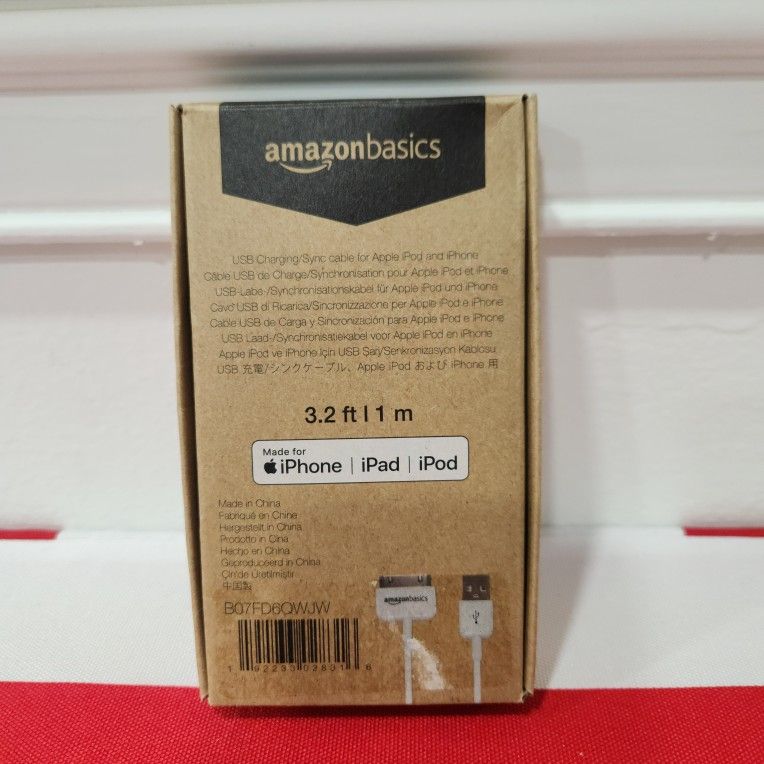 amazonbasics
USB Charging/Sync cable for Apple iPod and iPhone
Câble USB de Charge/Synchronisation pour Apple iPod et iPhone
USB-Labe-/Synchronisationskabel für Apple iPod und iPhone
Cavo USB di Ricarica/Sincronizzazione per Apple iPod e iPhone
Cable USB de Carga y Sincronización para Apple iPod e iPhone
USB Laad-/Synchronisatiekabel voor Apple iPod en iPhone
Apple iPod ve iPhone İçin USB Şarj/Senkronizasyon Kablosu
USB 充電/シンクケーブル、Apple iPod および iPhone 用
3.2 ft | 1 m
Made for
iPhone | iPad | iPod
Made in China
Fabriqué en Chine
Hergestellt in China
Prodotto in Cina
Hecho en China
Geproduceerd in China
Çin'de Üretilmiştir
中国製
amazonbasics
B07FD6QWJW
1 92233 02831 6